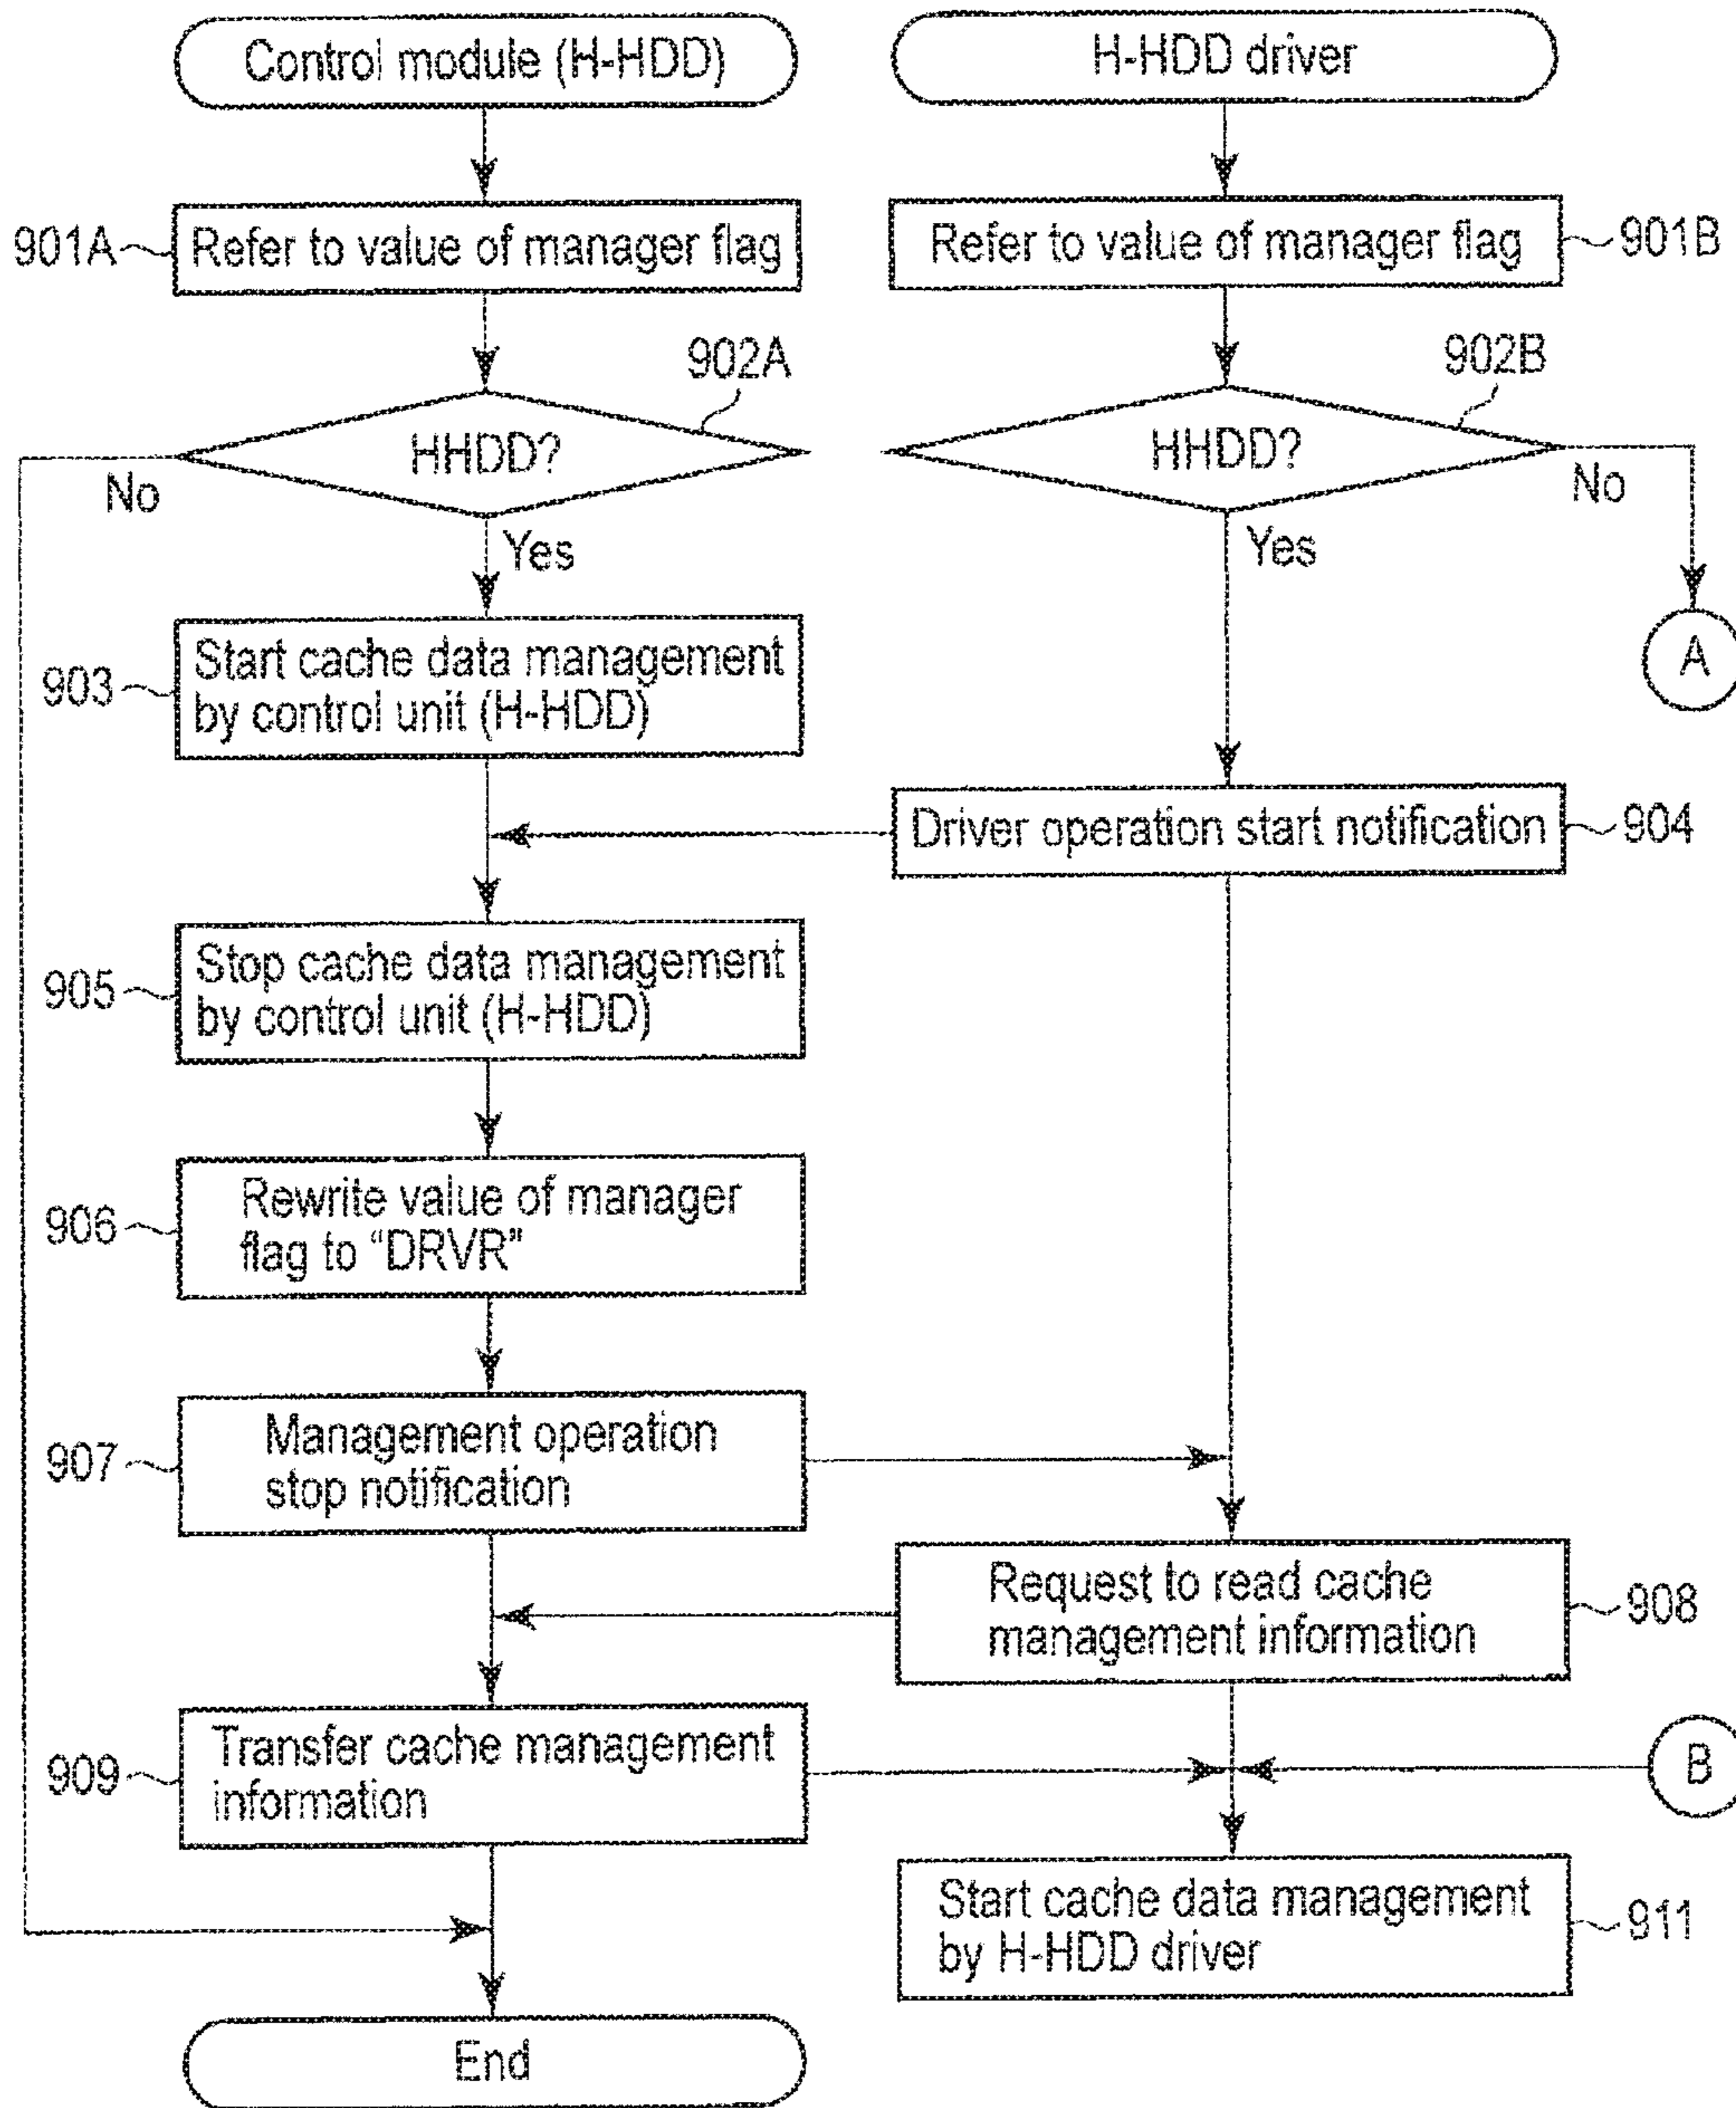 Control module (H-HDD)
H-HDD driver
901A
Refer to value of manager flag
Refer to value of manager flag
901B
902A
902B
HHDD?
HHDD?
No
No
Yes
Yes
A
903
Start cache data management
by control unit (H-HDD)
Driver operation start notification
904
905
Stop cache data management
by control unit (H-HDD)
906
Rewrite value of manager
flag to “DRVR”
907
Management operation
stop notification
Request to read cache
management information
908
909
Transfer cache management
information
B
Start cache data management
by H-HDD driver
911
End